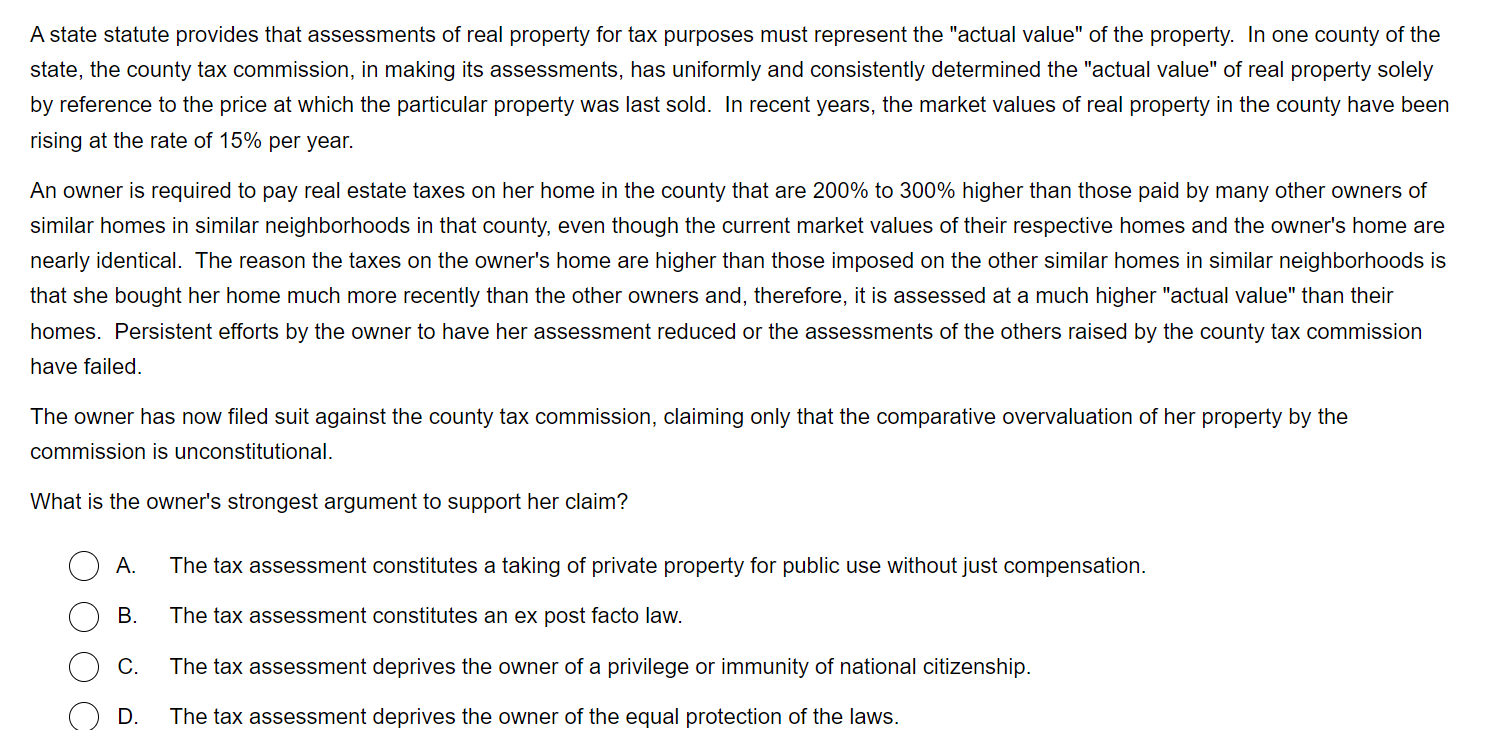 A state statute provides that assessments of real property for tax purposes must represent the "actual value" of the property.  In one county of the
state, the county tax commission, in making its assessments, has uniformly and consistently determined the "actual value" of real property solely
by reference to the price at which the particular property was last sold.  In recent years, the market values of real property in the county have been
rising at the rate of 15% per year.
An owner is required to pay real estate taxes on her home in the county that are 200% to 300% higher than those paid by many other owners of
similar homes in similar neighborhoods in that county, even though the current market values of their respective homes and the owner's home are
nearly identical.  The reason the taxes on the owner's home are higher than those imposed on the other similar homes in similar neighborhoods is
that she bought her home much more recently than the other owners and, therefore, it is assessed at a much higher "actual value" than their
homes.  Persistent efforts by the owner to have her assessment reduced or the assessments of the others raised by the county tax commission
have failed.
The owner has now filed suit against the county tax commission, claiming only that the comparative overvaluation of her property by the
commission is unconstitutional.
What is the owner's strongest argument to support her claim?
A. The tax assessment constitutes a taking of private property for public use without just compensation.
B. The tax assessment constitutes an ex post facto law.
C. The tax assessment deprives the owner of a privilege or immunity of national citizenship.
D. The tax assessment deprives the owner of the equal protection of the laws.